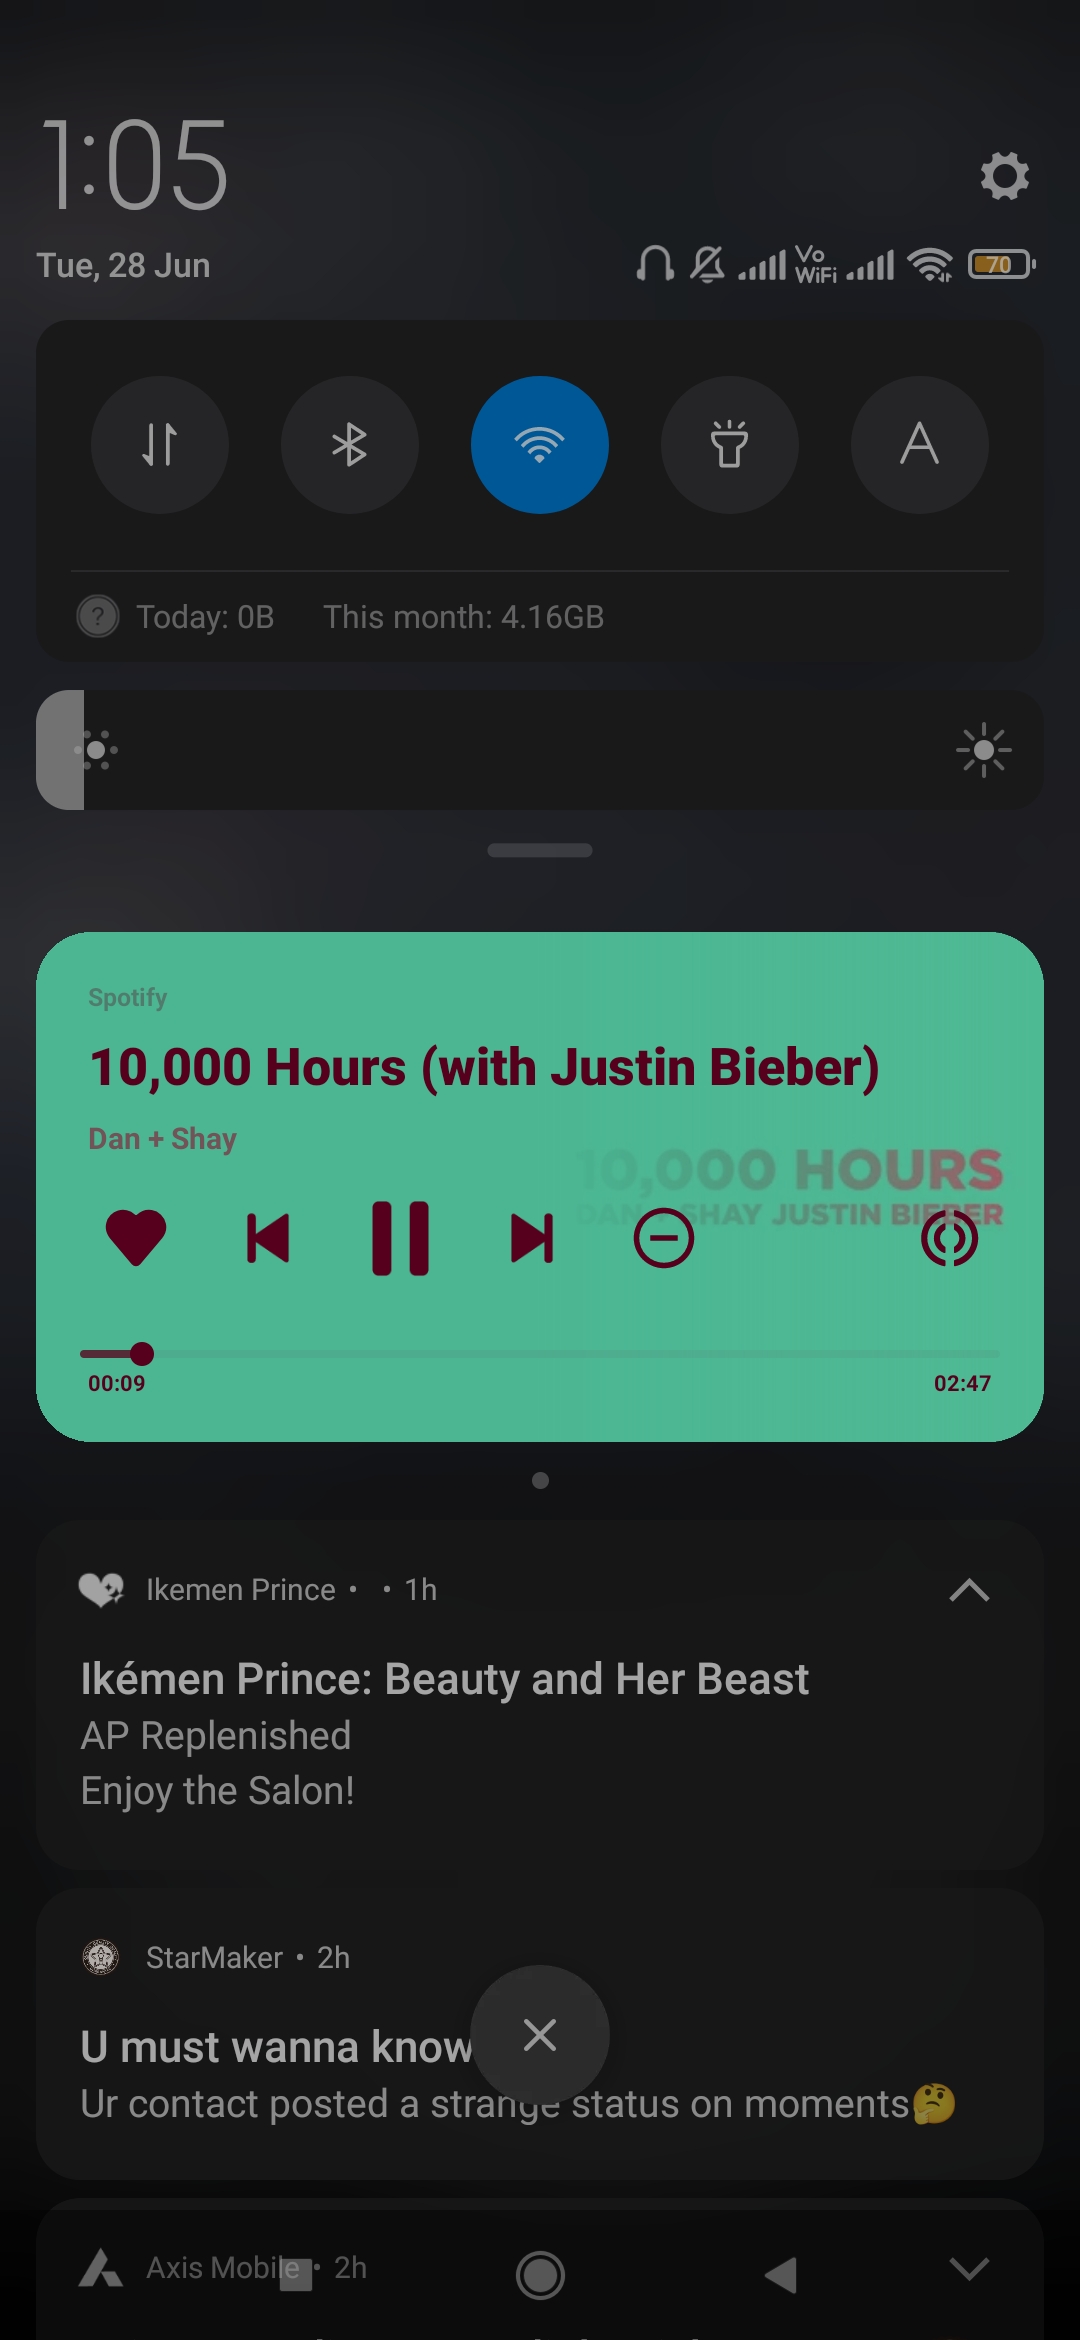 1:05
Tue, 28 Jun
Vo
WiFi
70
A
? Today: 0B This month: 4.16GB
Spotify
10,000 Hours (with Justin Bieber)
Dan + Shay
10,000 HOURS
DAN + SHAY JUSTIN BIEBER
00:09 02:47
Ikemen Prince • • 1h
Ikémen Prince: Beauty and Her Beast
AP Replenished
Enjoy the Salon!
StarMaker • 2h
U must wanna know
Ur contact posted a strange status on moments🤔
Axis Mobile • 2h